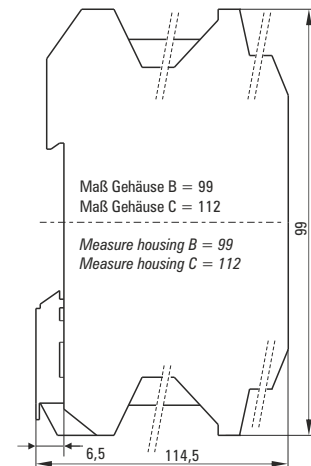 Maß Gehäuse B = 99
Maß Gehäuse C = 112
Measure housing B = 99
Measure housing C = 112
99
6,5
114,5